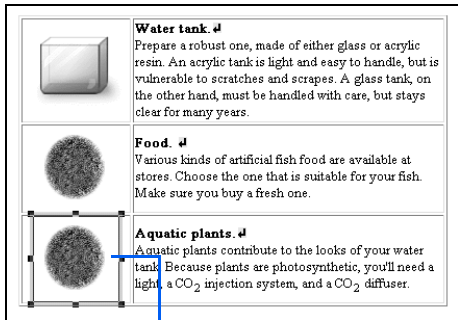 Water tank.↲
Prepare a robust one, made of either glass or acrylic
resin. An acrylic tank is light and easy to handle, but is
vulnerable to scratches and scrapes. A glass tank, on
the other hand, must be handled with care, but stays
clear for many years.
Food. ↲
Various kinds of artificial fish food are available at
stores. Choose the one that is suitable for your fish.
Make sure you buy a fresh one.
Aquatic plants.↲
Aquatic plants contribute to the looks of your water
tank. Because plants are photosynthetic, you'll need a
light, a CO₂ injection system, and a CO₂ diffuser.